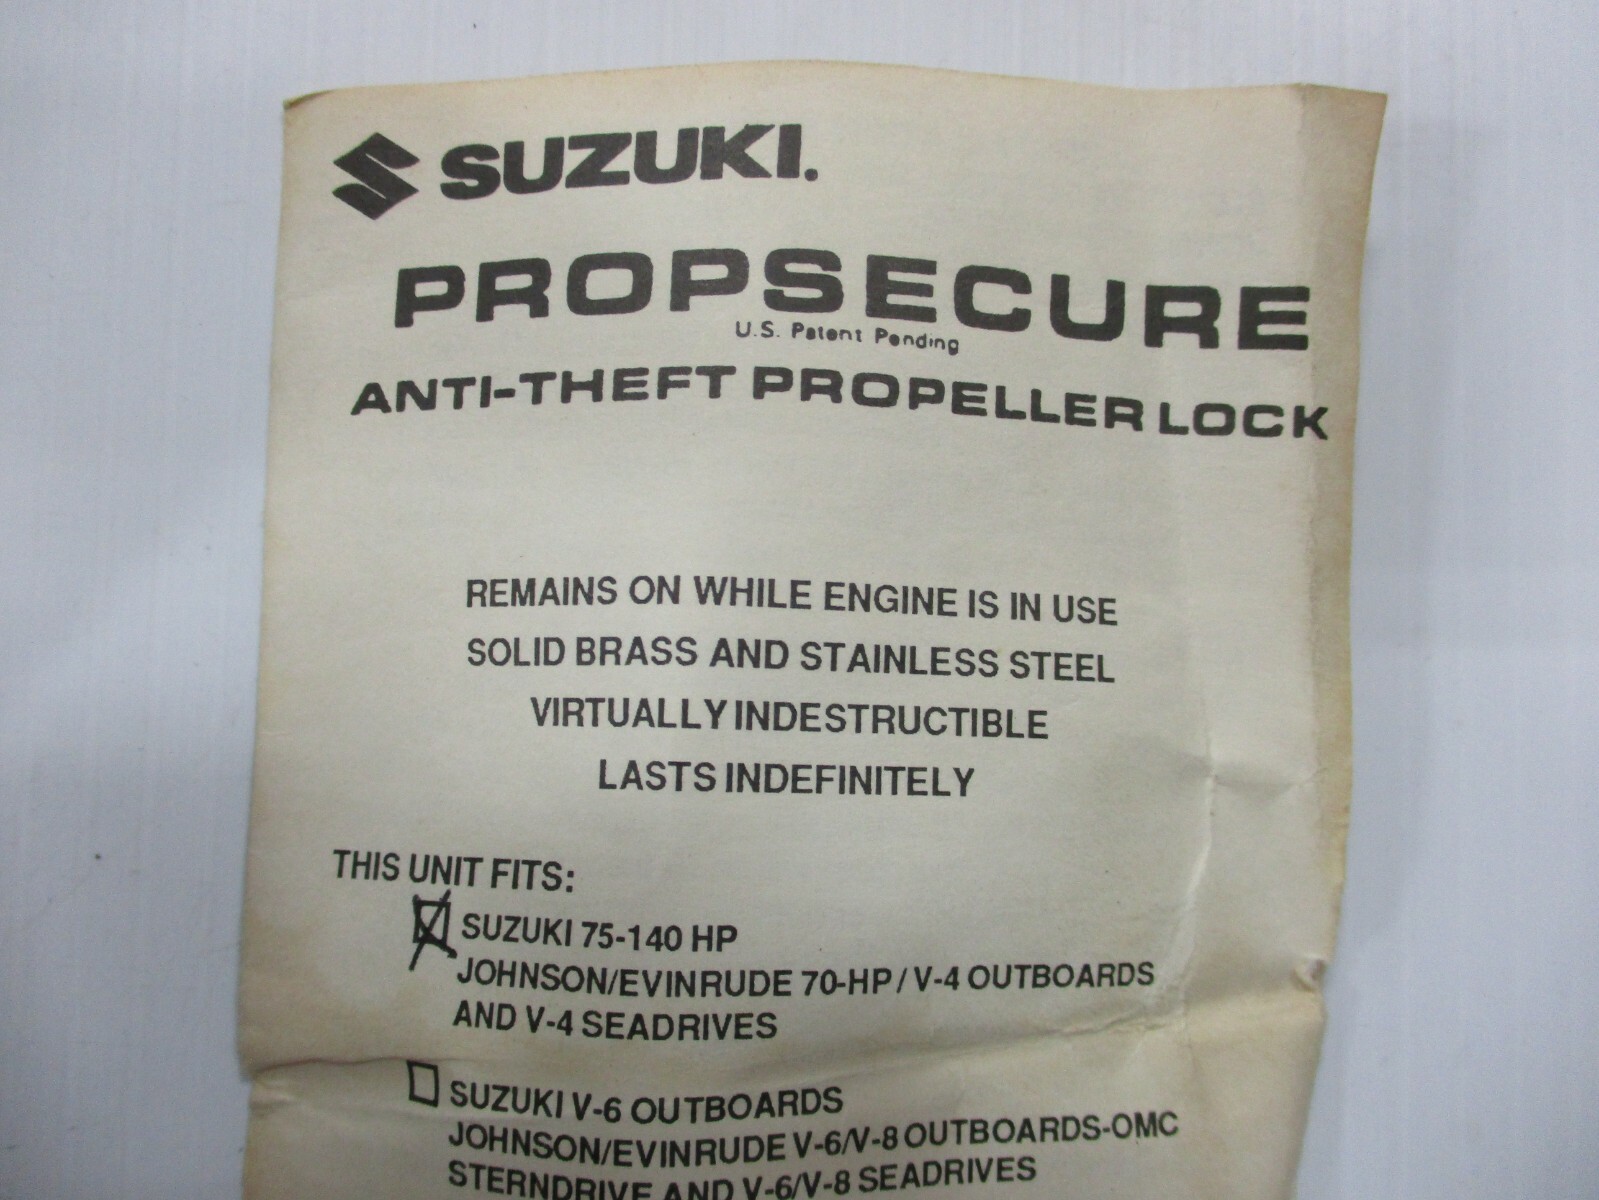 SUZUKI.
PROPSECURE
U.S. Patent Pending
ANTI-THEFT PROPELLER LOCK
REMAINS ON WHILE ENGINE IS IN USE
SOLID BRASS AND STAINLESS STEEL
VIRTUALLY INDESTRUCTIBLE
LASTS INDEFINITELY
THIS UNIT FITS:
SUZUKI 75-140 HP
JOHNSON/EVINRUDE 70-HP / V-4 OUTBOARDS
AND V-4 SEADRIVES
SUZUKI V-6 OUTBOARDS
JOHNSON/EVINRUDE V-6/V-8 OUTBOARDS-OMC
STERNDRIVE AND V-6/V-8 SEADRIVES